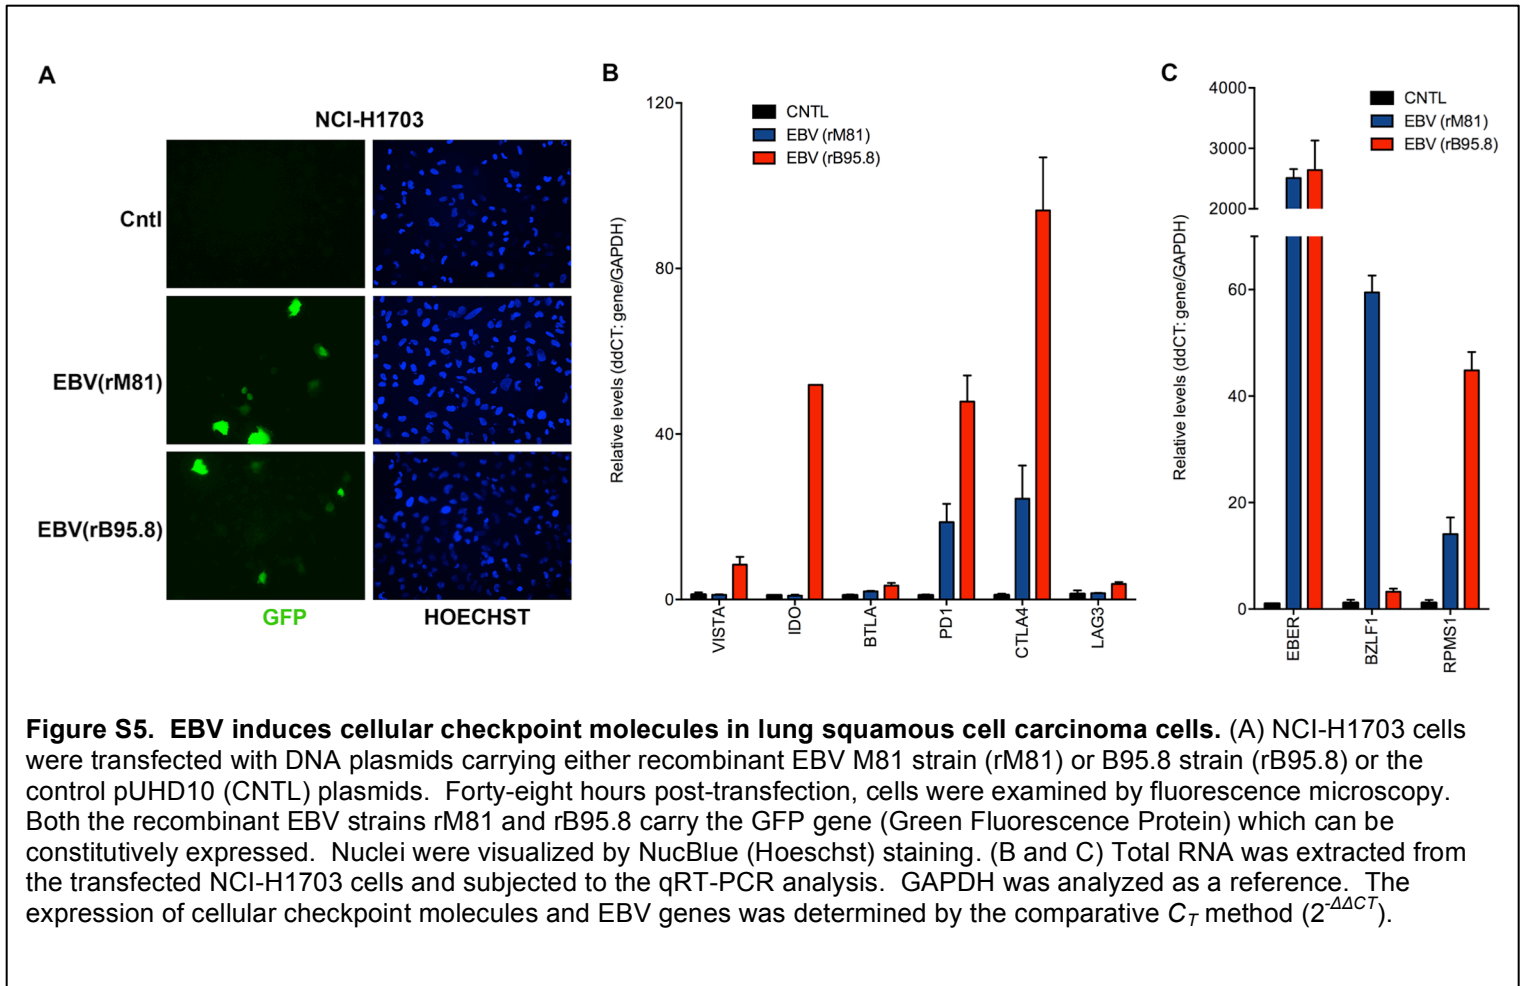 A
NCI-H1703
Cntl
EBV(rM81)
EBV(rB95.8)
GFP
HOECHST
B
CNTL
EBV (rM81)
EBV (rB95.8)
Relative levels (ddCT: gene/GAPDH)
120
80
40
0
VISTA
IDO
BTLA
PD1
CTLA4
LAG3
C
CNTL
EBV (rM81)
EBV (rB95.8)
Relative levels (ddCT: gene/GAPDH)
4000
3000
2000
60
40
20
0
EBER
BZLF1
RPMS1
Figure S5. EBV induces cellular checkpoint molecules in lung squamous cell carcinoma cells. (A) NCI-H1703 cells
were transfected with DNA plasmids carrying either recombinant EBV M81 strain (rM81) or B95.8 strain (rB95.8) or the
control pUHD10 (CNTL) plasmids. Forty-eight hours post-transfection, cells were examined by fluorescence microscopy.
Both the recombinant EBV strains rM81 and rB95.8 carry the GFP gene (Green Fluorescence Protein) which can be
constitutively expressed. Nuclei were visualized by NucBlue (Hoeschst) staining. (B and C) Total RNA was extracted from
the transfected NCI-H1703 cells and subjected to the qRT-PCR analysis. GAPDH was analyzed as a reference. The
expression of cellular checkpoint molecules and EBV genes was determined by the comparative C_T method (2^-ΔΔCT).